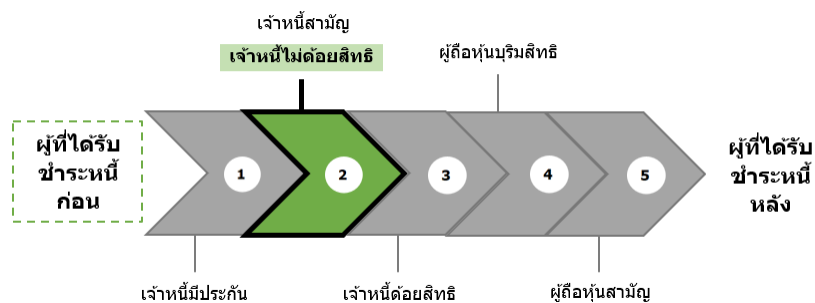 เจ้าหนี้สามัญ
เจ้าหนี้ไม่ด้อยสิทธิ
ผู้ถือหุ้นบุริมสิทธิ
ผู้ที่ได้รับ
ชำระหนี้
ก่อน
1
2
3
4
5
ผู้ที่ได้รับ
ชำระหนี้
หลัง
เจ้าหนี้มีประกัน
เจ้าหนี้ด้อยสิทธิ
ผู้ถือหุ้นสามัญ